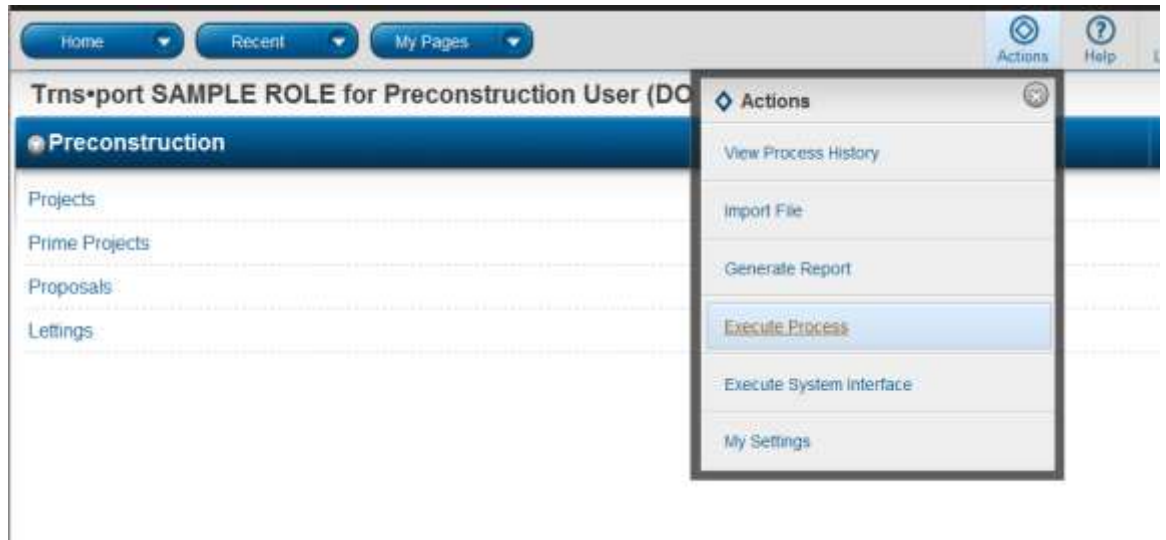 Home
Recent
My Pages
Actions
Help
Trns•port SAMPLE ROLE for Preconstruction User (DO
Preconstruction
Projects
Prime Projects
Proposals
Lettings
Actions
View Process History
Import File
Generate Report
Execute Process
Execute System Interface
My Settings